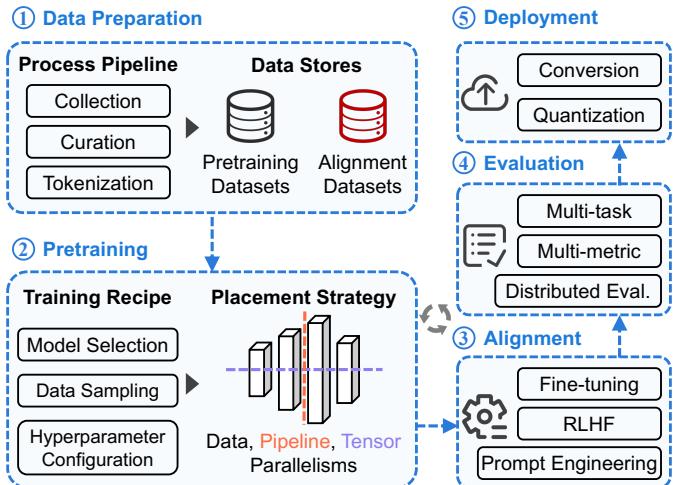 ① Data Preparation
Process Pipeline
Collection
Curation
Tokenization
Data Stores
Pretraining
Datasets
Alignment
Datasets
② Pretraining
Training Recipe
Model Selection
Data Sampling
Hyperparameter
Configuration
Placement Strategy
Data, Pipeline, Tensor
Parallelisms
③ Alignment
Fine-tuning
RLHF
Prompt Engineering
④ Evaluation
Multi-task
Multi-metric
Distributed Eval.
⑤ Deployment
Conversion
Quantization